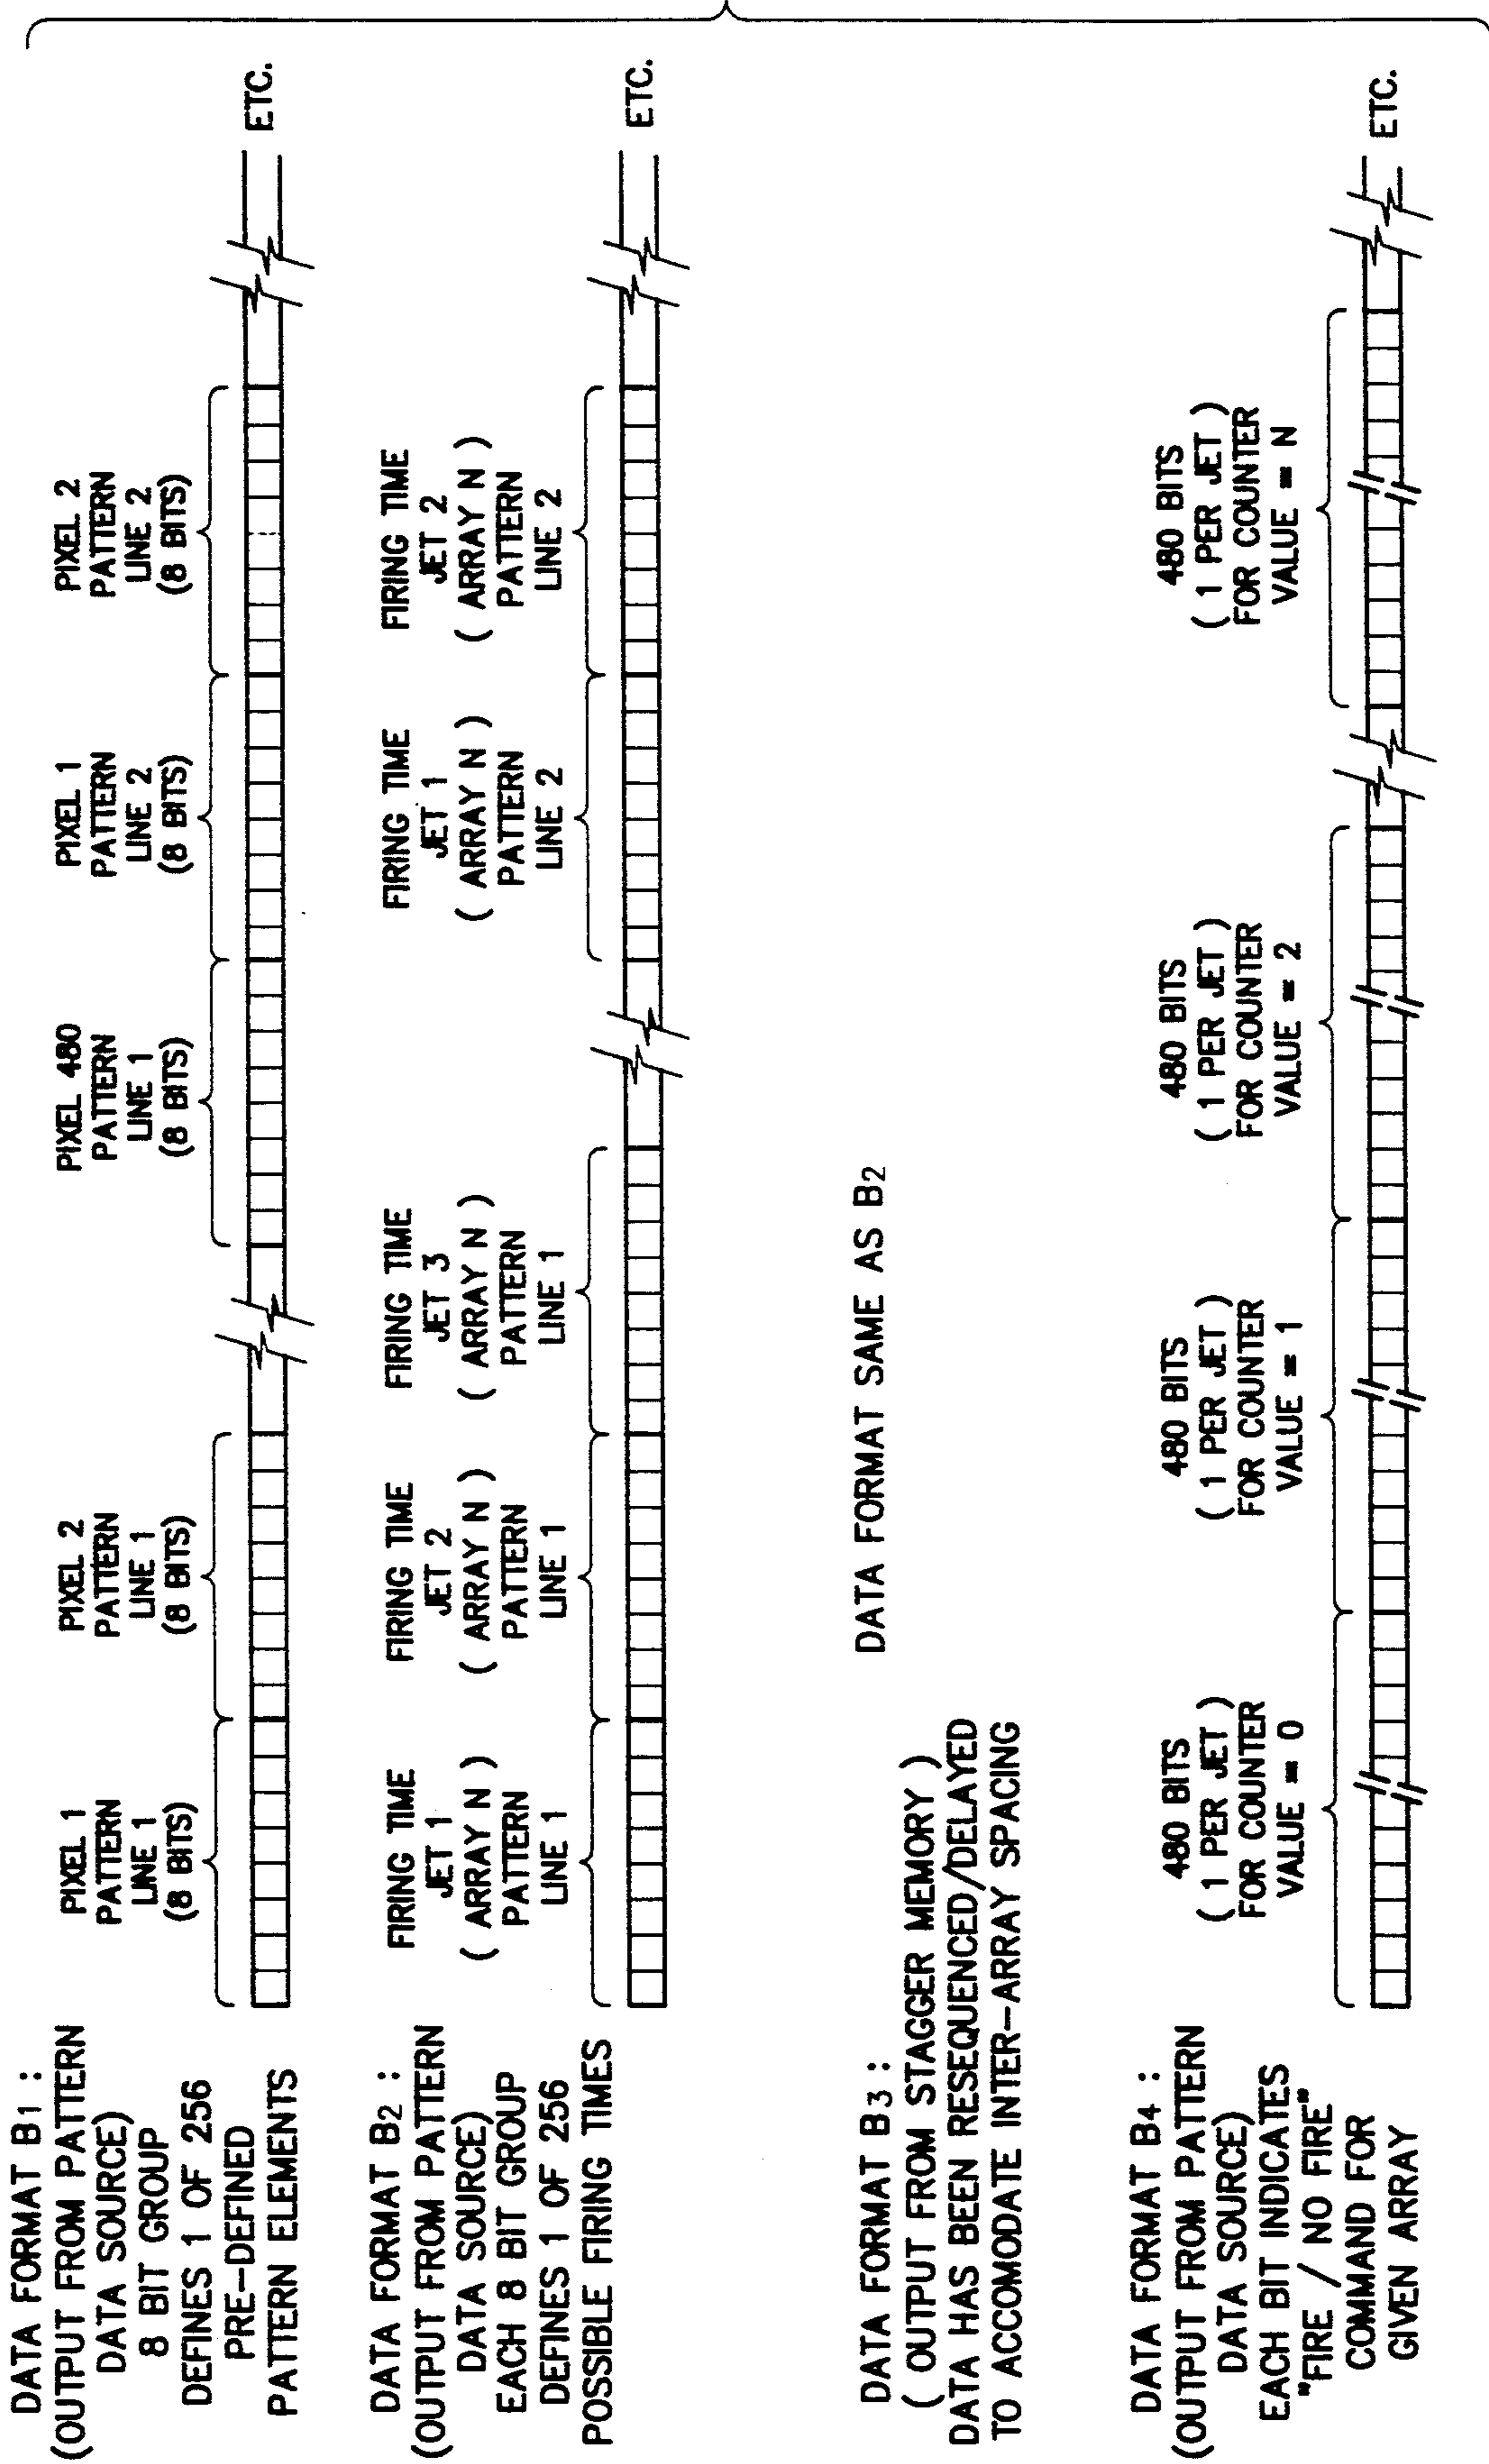 DATA FORMAT B1 :
(OUTPUT FROM PATTERN
DATA SOURCE)
8 BIT GROUP
DEFINES 1 OF 256
PRE-DEFINED
PATTERN ELEMENTS
PIXEL 1
PATTERN
LINE 1
(8 BITS)
PIXEL 2
PATTERN
LINE 1
(8 BITS)
PIXEL 480
PATTERN
LINE 1
(8 BITS)
PIXEL 1
PATTERN
LINE 2
(8 BITS)
PIXEL 2
PATTERN
LINE 2
(8 BITS)
ETC.
DATA FORMAT B2 :
(OUTPUT FROM PATTERN
DATA SOURCE)
EACH 8 BIT GROUP
DEFINES 1 OF 256
POSSIBLE FIRING TIMES
FIRING TIME
JET 1
( ARRAY N )
PATTERN
LINE 1
FIRING TIME
JET 2
( ARRAY N )
PATTERN
LINE 1
FIRING TIME
JET 3
( ARRAY N )
PATTERN
LINE 1
FIRING TIME
JET 1
( ARRAY N )
PATTERN
LINE 2
FIRING TIME
JET 2
( ARRAY N )
PATTERN
LINE 2
ETC.
DATA FORMAT B3 :
( OUTPUT FROM STAGGER MEMORY )
DATA HAS BEEN RESEQUENCED/DELAYED
TO ACCOMODATE INTER-ARRAY SPACING
DATA FORMAT SAME AS B2
DATA FORMAT B4 :
(OUTPUT FROM PATTERN
DATA SOURCE)
EACH BIT INDICATES
"FIRE / NO FIRE"
COMMAND FOR
GIVEN ARRAY
480 BITS
( 1 PER JET )
FOR COUNTER
VALUE = 0
480 BITS
( 1 PER JET )
FOR COUNTER
VALUE = 1
480 BITS
( 1 PER JET )
FOR COUNTER
VALUE = 2
480 BITS
( 1 PER JET )
FOR COUNTER
VALUE = N
ETC.